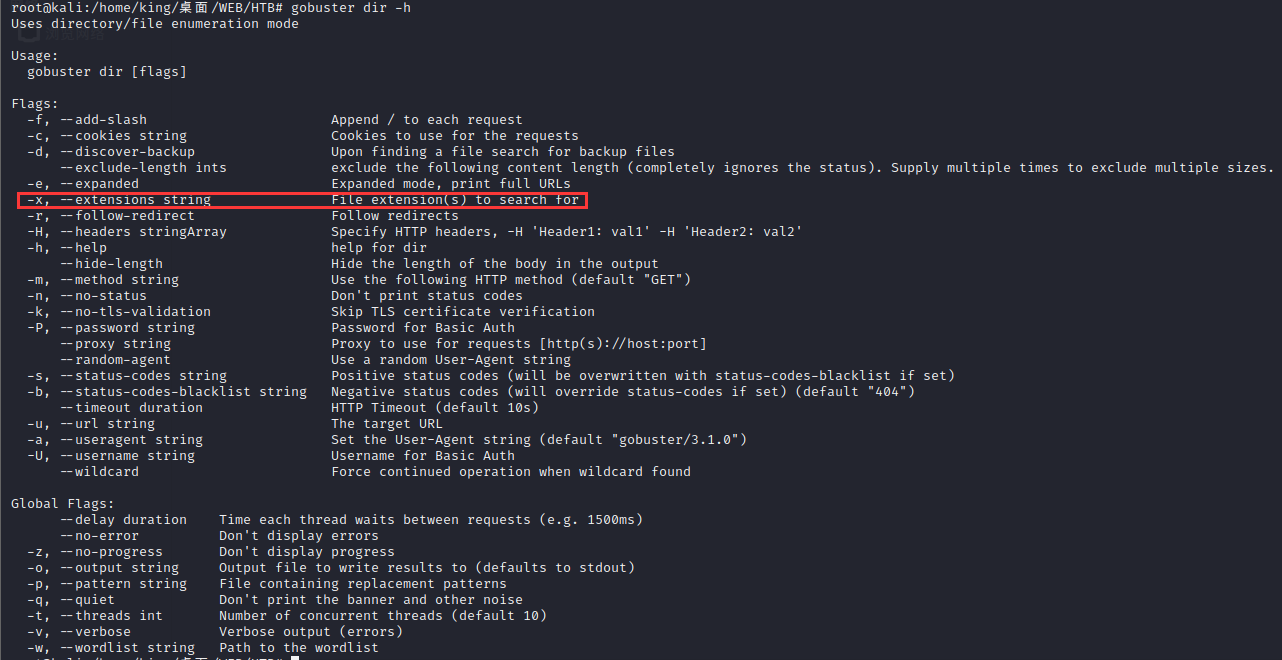 root@kali:/home/king/桌面/WEB/HTB# gobuster dir -h
Uses directory/file enumeration mode
Usage:
  gobuster dir [flags]
Flags:
  -f, --add-slash                       Append / to each request
  -c, --cookies string                  Cookies to use for the requests
  -d, --discover-backup                 Upon finding a file search for backup files
      --exclude-length ints             exclude the following content length (completely ignores the status). Supply multiple times to exclude multiple sizes.
  -e, --expanded                        Expanded mode, print full URLs
  -x, --extensions string               File extension(s) to search for
  -r, --follow-redirect                 Follow redirects
  -H, --headers stringArray             Specify HTTP headers, -H 'Header1: val1' -H 'Header2: val2'
  -h, --help                            help for dir
      --hide-length                     Hide the length of the body in the output
  -m, --method string                   Use the following HTTP method (default "GET")
  -n, --no-status                       Don't print status codes
  -k, --no-tls-validation               Skip TLS certificate verification
  -P, --password string                 Password for Basic Auth
      --proxy string                    Proxy to use for requests [http(s)://host:port]
      --random-agent                    Use a random User-Agent string
  -s, --status-codes string             Positive status codes (will be overwritten with status-codes-blacklist if set)
  -b, --status-codes-blacklist string   Negative status codes (will override status-codes if set) (default "404")
      --timeout duration                HTTP Timeout (default 10s)
  -u, --url string                      The target URL
  -a, --useragent string                Set the User-Agent string (default "gobuster/3.1.0")
  -U, --username string                 Username for Basic Auth
      --wildcard                        Force continued operation when wildcard found
Global Flags:
      --delay duration    Time each thread waits between requests (e.g. 1500ms)
      --no-error          Don't display errors
  -z, --no-progress       Don't display progress
  -o, --output string     Output file to write results to (defaults to stdout)
  -p, --pattern string    File containing replacement patterns
  -q, --quiet             Don't print the banner and other noise
  -t, --threads int       Number of concurrent threads (default 10)
  -v, --verbose           Verbose output (errors)
  -w, --wordlist string   Path to the wordlist